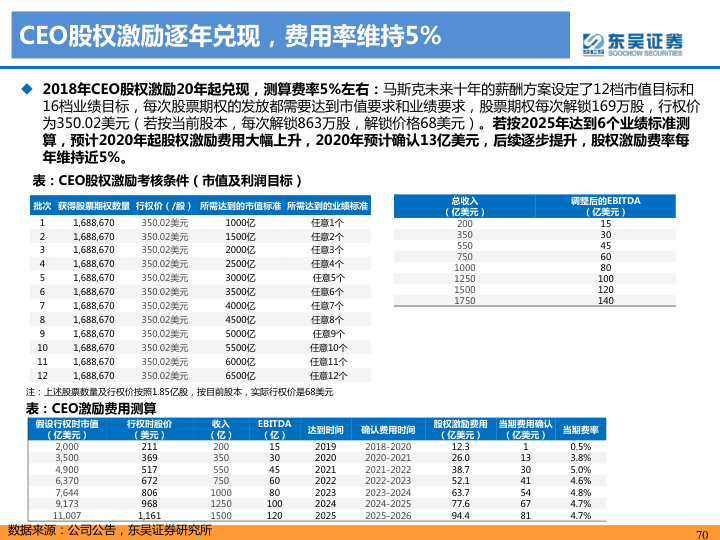 CEO股权激励逐年兑现，费用率维持5%
东吴证券
SOOCHOW SECURITIES
◆ 2018年CEO股权激励20年起兑现，测算费率5%左右：马斯克未来十年的薪酬方案设定了12档市值目标和
16档业绩目标，每次股票期权的发放都需要达到市值要求和业绩要求，股票期权每次解锁169万股，行权价
为350.02美元（若按当前股本，每次解锁863万股，解锁价格68美元）。若按2025年达到6个业绩标准测
算，预计2020年起股权激励费用大幅上升，2020年预计确认13亿美元，后续逐步提升，股权激励费率每
年维持近5%。
表：CEO股权激励考核条件（市值及利润目标）
批次 获得股票期权数量 行权价（/股） 所需达到的市值标准 所需达到的业绩标准
1 1,688,670 350.02美元 1000亿 任意1个
2 1,688,670 350.02美元 1500亿 任意2个
3 1,688,670 350.02美元 2000亿 任意3个
4 1,688,670 350.02美元 2500亿 任意4个
5 1,688,670 350.02美元 3000亿 任意5个
6 1,688,670 350.02美元 3500亿 任意6个
7 1,688,670 350.02美元 4000亿 任意7个
8 1,688,670 350.02美元 4500亿 任意8个
9 1,688,670 350.02美元 5000亿 任意9个
10 1,688,670 350.02美元 5500亿 任意10个
11 1,688,670 350.02美元 6000亿 任意11个
12 1,688,670 350.02美元 6500亿 任意12个
总收入 调整后的EBITDA
（亿美元） （亿美元）
200 15
350 30
550 45
750 60
1000 80
1250 100
1500 120
1750 140
注：上述股票数量及行权价按照1.85亿股，按目前股本，实际行权价是68美元
表：CEO激励费用测算
假设行权时市值 行权时股价 收入 EBITDA 达到时间 确认费用时间 股权激励费用 当期费用确认 当期费率
（亿美元） （美元） （亿） （亿） （亿美元） （亿美元）
2,000 211 200 15 2019 2018-2020 12.3 1 0.5%
3,500 369 350 30 2020 2020-2021 26.0 13 3.8%
4,900 517 550 45 2021 2021-2022 38.7 30 5.0%
6,370 672 750 60 2022 2022-2023 52.1 41 4.6%
7,644 806 1000 80 2023 2023-2024 63.7 54 4.8%
9,173 968 1250 100 2024 2024-2025 77.6 67 4.7%
11,007 1,161 1500 120 2025 2025-2026 94.4 81 4.7%
数据来源：公司公告，东吴证券研究所
70